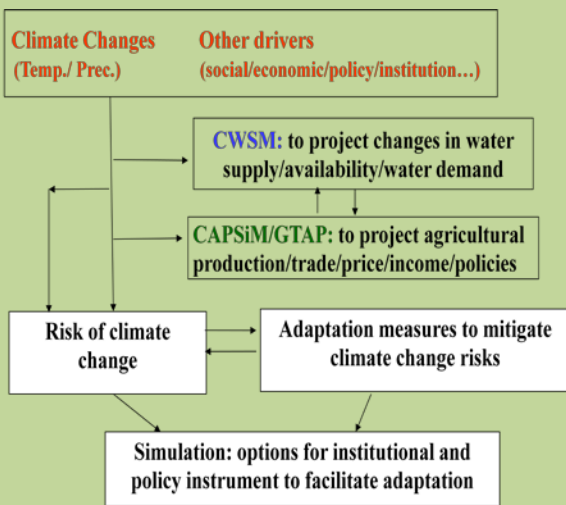 Climate Changes Other drivers
(Temp./ Prec.) (social/economic/policy/institution…)
CWSM: to project changes in water
supply/availability/water demand
CAPSiM/GTAP: to project agricultural
production/trade/price/income/policies
Risk of climate
change
Adaptation measures to mitigate
climate change risks
Simulation: options for institutional and
policy instrument to facilitate adaptation